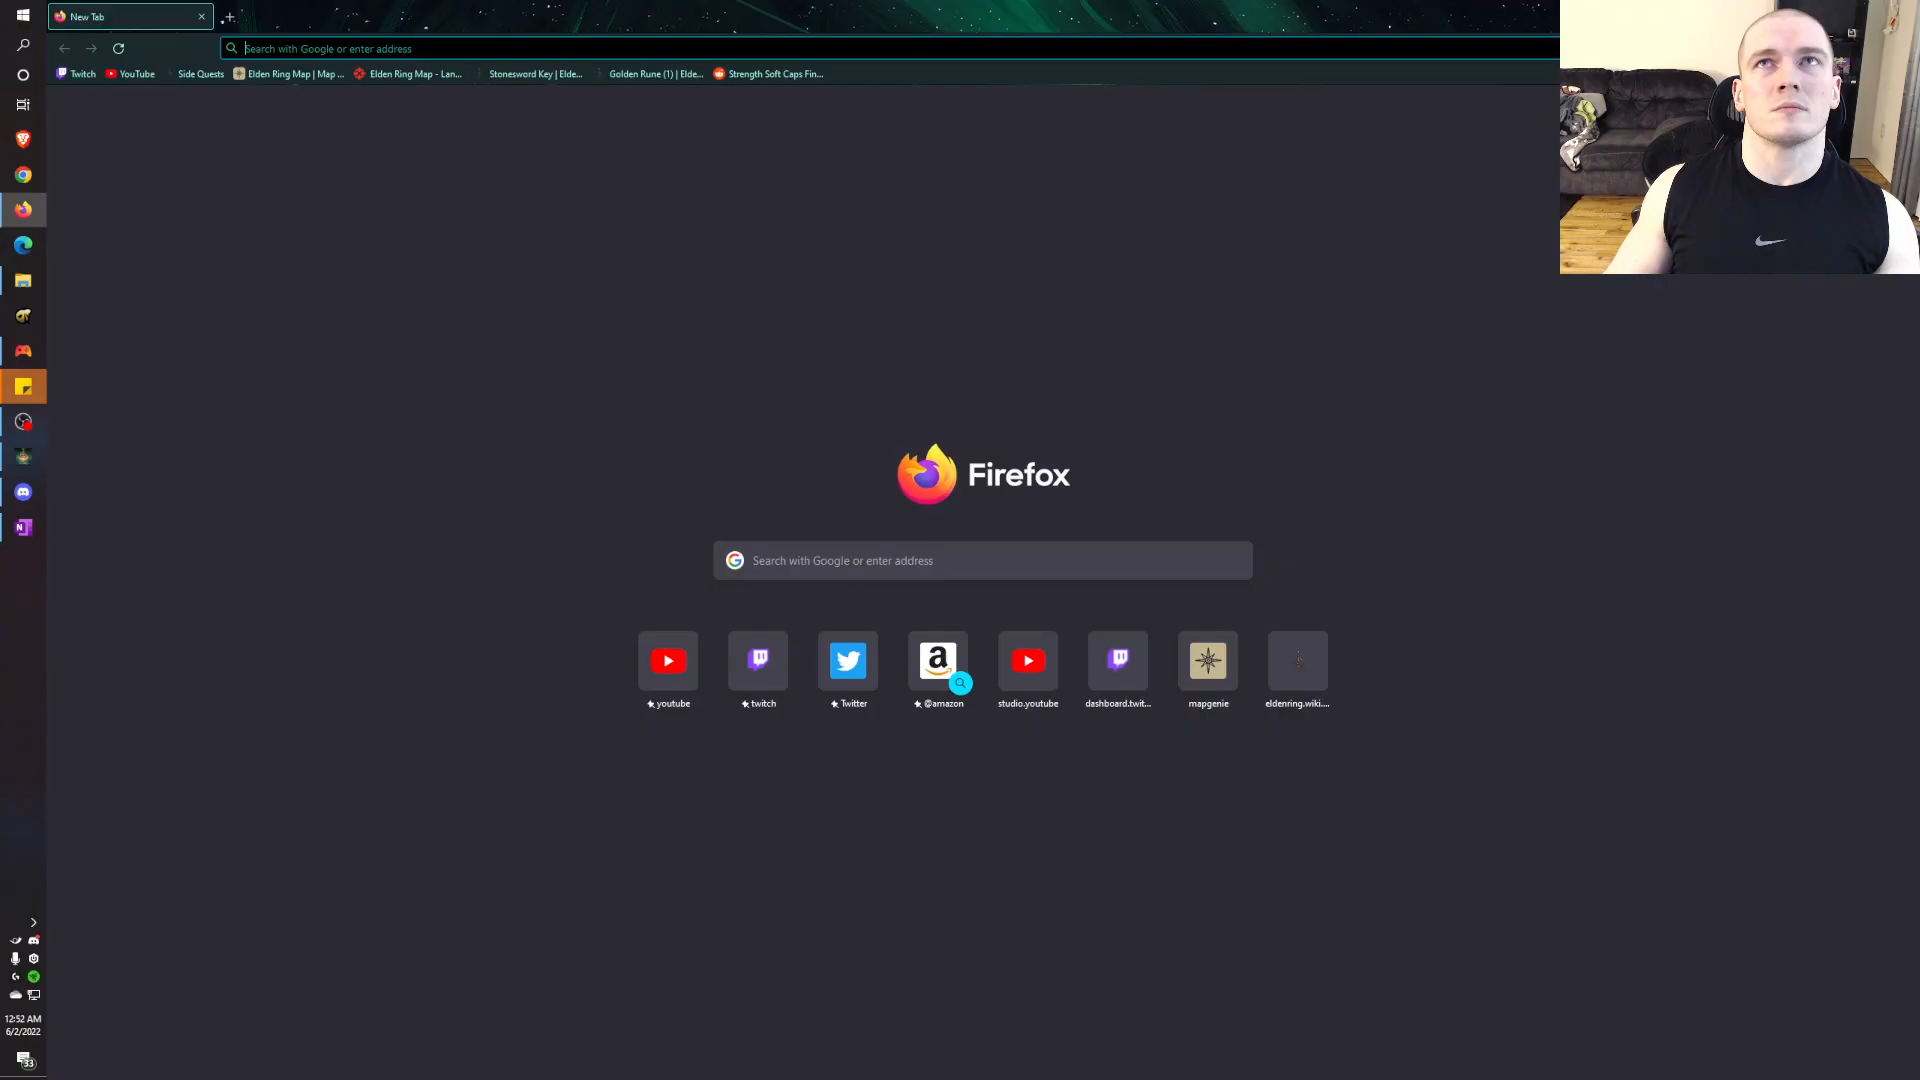 New Tab
Search with Google or enter address
Twitch YouTube Side Quests Elden Ring Map | Map ... Elden Ring Map - Lan... Stonesword Key | Elde... Golden Rune (1) | Elde... Strength Soft Caps Fin...
Firefox
Search with Google or enter address
youtube twitch Twitter @amazon studio.youtube dashboard.twit... mapgenie eldenring.wiki....
12:52 AM
6/2/2022
33